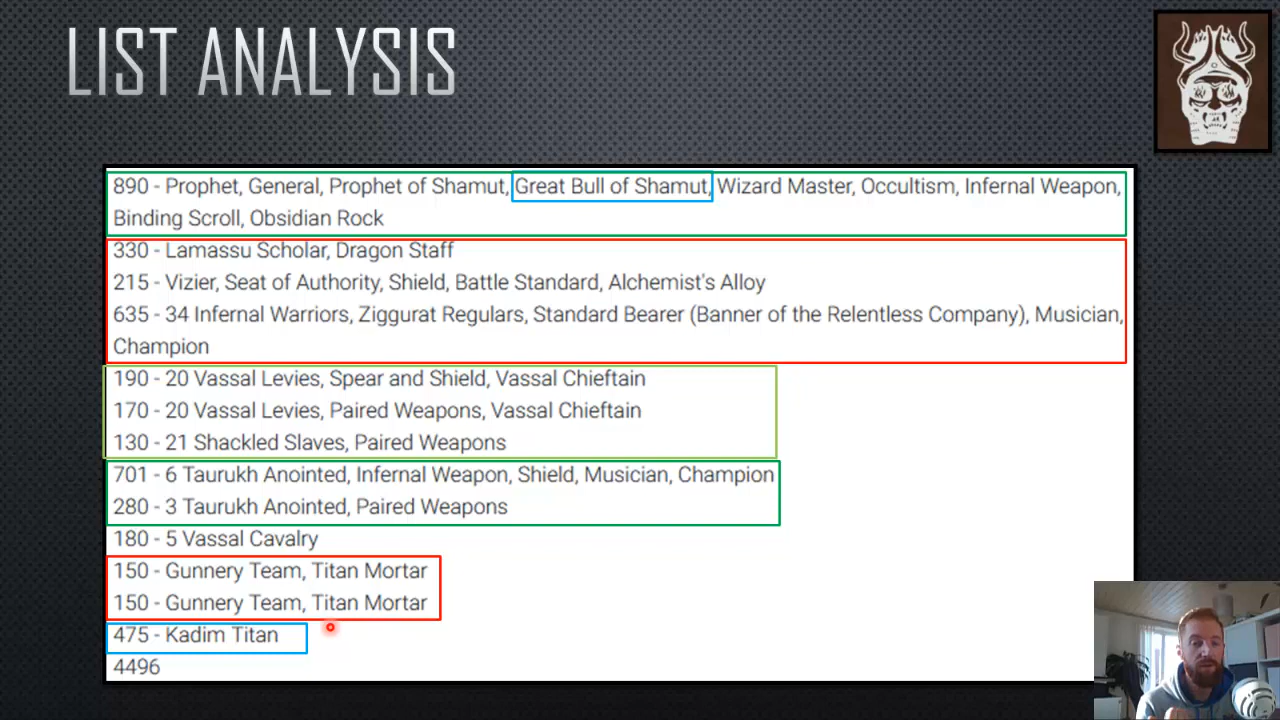 LIST ANALYSIS
890 - Prophet, General, Prophet of Shamut, Great Bull of Shamut, Wizard Master, Occultism, Infernal Weapon,
Binding Scroll, Obsidian Rock
330 - Lamassu Scholar, Dragon Staff
215 - Vizier, Seat of Authority, Shield, Battle Standard, Alchemist's Alloy
635 - 34 Infernal Warriors, Ziggurat Regulars, Standard Bearer (Banner of the Relentless Company), Musician,
Champion
190 - 20 Vassal Levies, Spear and Shield, Vassal Chieftain
170 - 20 Vassal Levies, Paired Weapons, Vassal Chieftain
130 - 21 Shackled Slaves, Paired Weapons
701 - 6 Taurukh Anointed, Infernal Weapon, Shield, Musician, Champion
280 - 3 Taurukh Anointed, Paired Weapons
180 - 5 Vassal Cavalry
150 - Gunnery Team, Titan Mortar
150 - Gunnery Team, Titan Mortar
475 - Kadim Titan
4496